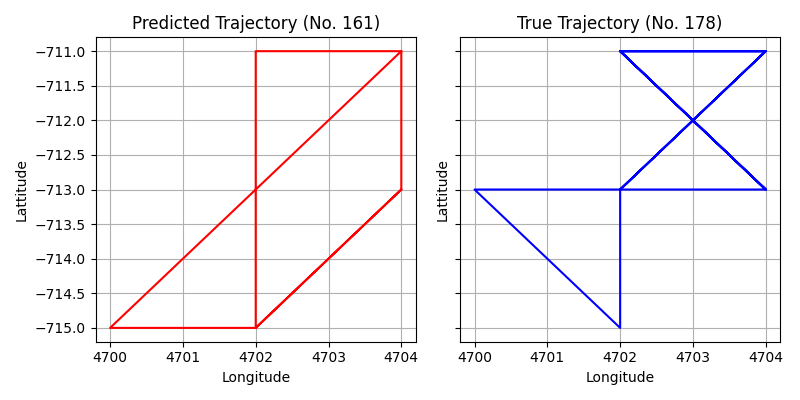 Predicted Trajectory (No. 161)
True Trajectory (No. 178)
−711.0
−711.5
−712.0
−712.5
−713.0
−713.5
−714.0
−714.5
−715.0
Lattitude
Lattitude
4700 4701 4702 4703 4704
4700 4701 4702 4703 4704
Longitude
Longitude